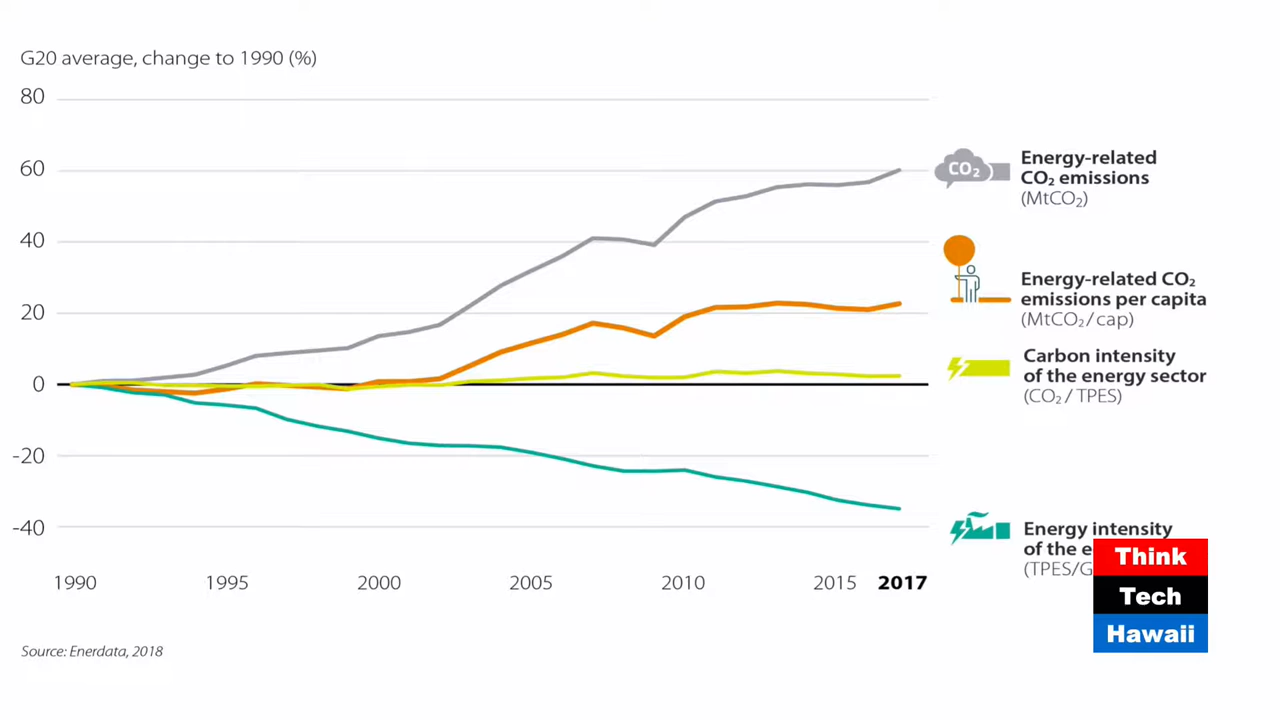 G20 average, change to 1990 (%)
80
60
40
20
0
-20
-40
1990 1995 2000 2005 2010 2015 2017
CO₂
Energy-related
CO₂ emissions
(MtCO₂)
Energy-related CO₂
emissions per capita
(MtCO₂/cap)
Carbon intensity
of the energy sector
(CO₂/TPES)
Energy intensity
of the
(TPES/G
Think
Tech
Hawaii
Source: Enerdata, 2018